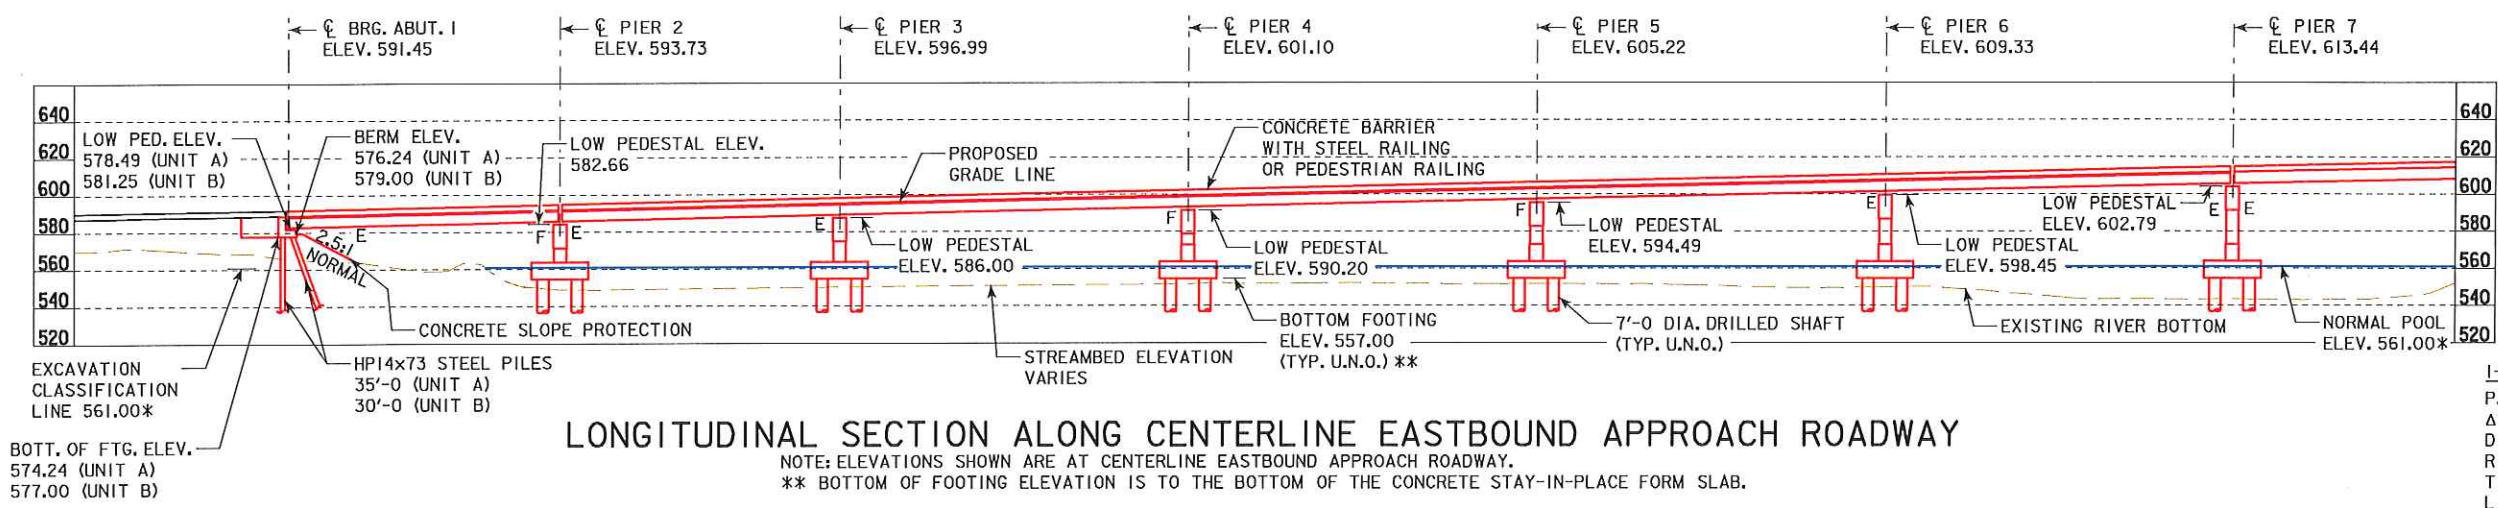 ℄ BRG. ABUT. 1
ELEV. 591.45
℄ PIER 2
ELEV. 593.73
℄ PIER 3
ELEV. 596.99
℄ PIER 4
ELEV. 601.10
℄ PIER 5
ELEV. 605.22
℄ PIER 6
ELEV. 609.33
℄ PIER 7
ELEV. 613.44
640
620
600
580
560
540
520
640
620
600
580
560
540
520
LOW PED. ELEV.
578.49 (UNIT A)
581.25 (UNIT B)
BERM ELEV.
576.24 (UNIT A)
579.00 (UNIT B)
LOW PEDESTAL ELEV.
582.66
PROPOSED
GRADE LINE
CONCRETE BARRIER
WITH STEEL RAILING
OR PEDESTRIAN RAILING
E
F E
E
F
F
E
E E
2.5:1
NORMAL
LOW PEDESTAL
ELEV. 586.00
LOW PEDESTAL
ELEV. 590.20
LOW PEDESTAL
ELEV. 594.49
LOW PEDESTAL
ELEV. 598.45
LOW PEDESTAL
ELEV. 602.79
CONCRETE SLOPE PROTECTION
EXCAVATION
CLASSIFICATION
LINE 561.00*
HP14x73 STEEL PILES
35'-0 (UNIT A)
30'-0 (UNIT B)
BOTT. OF FTG. ELEV.
574.24 (UNIT A)
577.00 (UNIT B)
STREAMBED ELEVATION
VARIES
BOTTOM FOOTING
ELEV. 557.00
(TYP. U.N.O.) **
7'-0 DIA. DRILLED SHAFT
(TYP. U.N.O.)
EXISTING RIVER BOTTOM
NORMAL POOL
ELEV. 561.00*
LONGITUDINAL SECTION ALONG CENTERLINE EASTBOUND APPROACH ROADWAY
NOTE: ELEVATIONS SHOWN ARE AT CENTERLINE EASTBOUND APPROACH ROADWAY.
** BOTTOM OF FOOTING ELEVATION IS TO THE BOTTOM OF THE CONCRETE STAY-IN-PLACE FORM SLAB.
P.
Δ
D
R
T
L